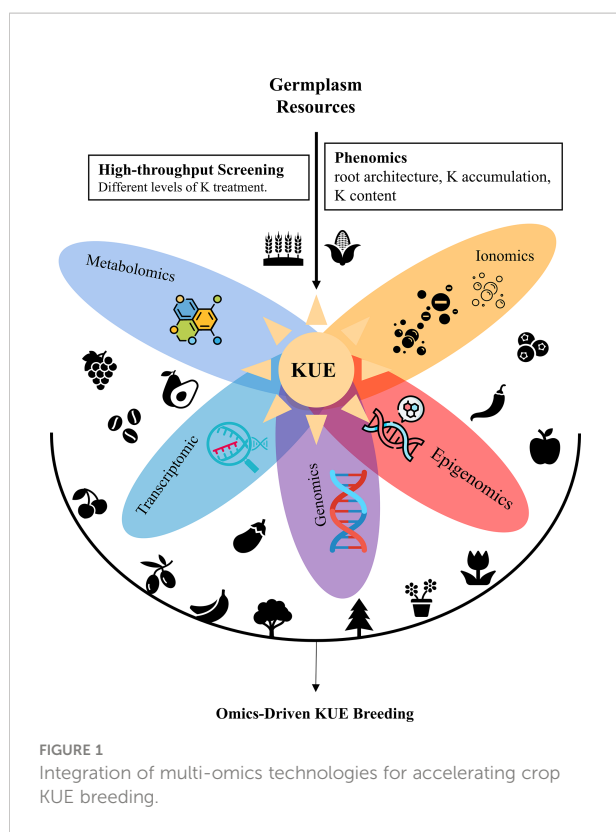 Germplasm
Resources
High-throughput Screening
Different levels of K treatment.
Phenomics
root architecture, K accumulation,
K content
Metabolomics
Ionomics
KUE
Transcriptomic
Genomics
Epigenomics
Omics-Driven KUE Breeding
FIGURE 1
Integration of multi-omics technologies for accelerating crop
KUE breeding.